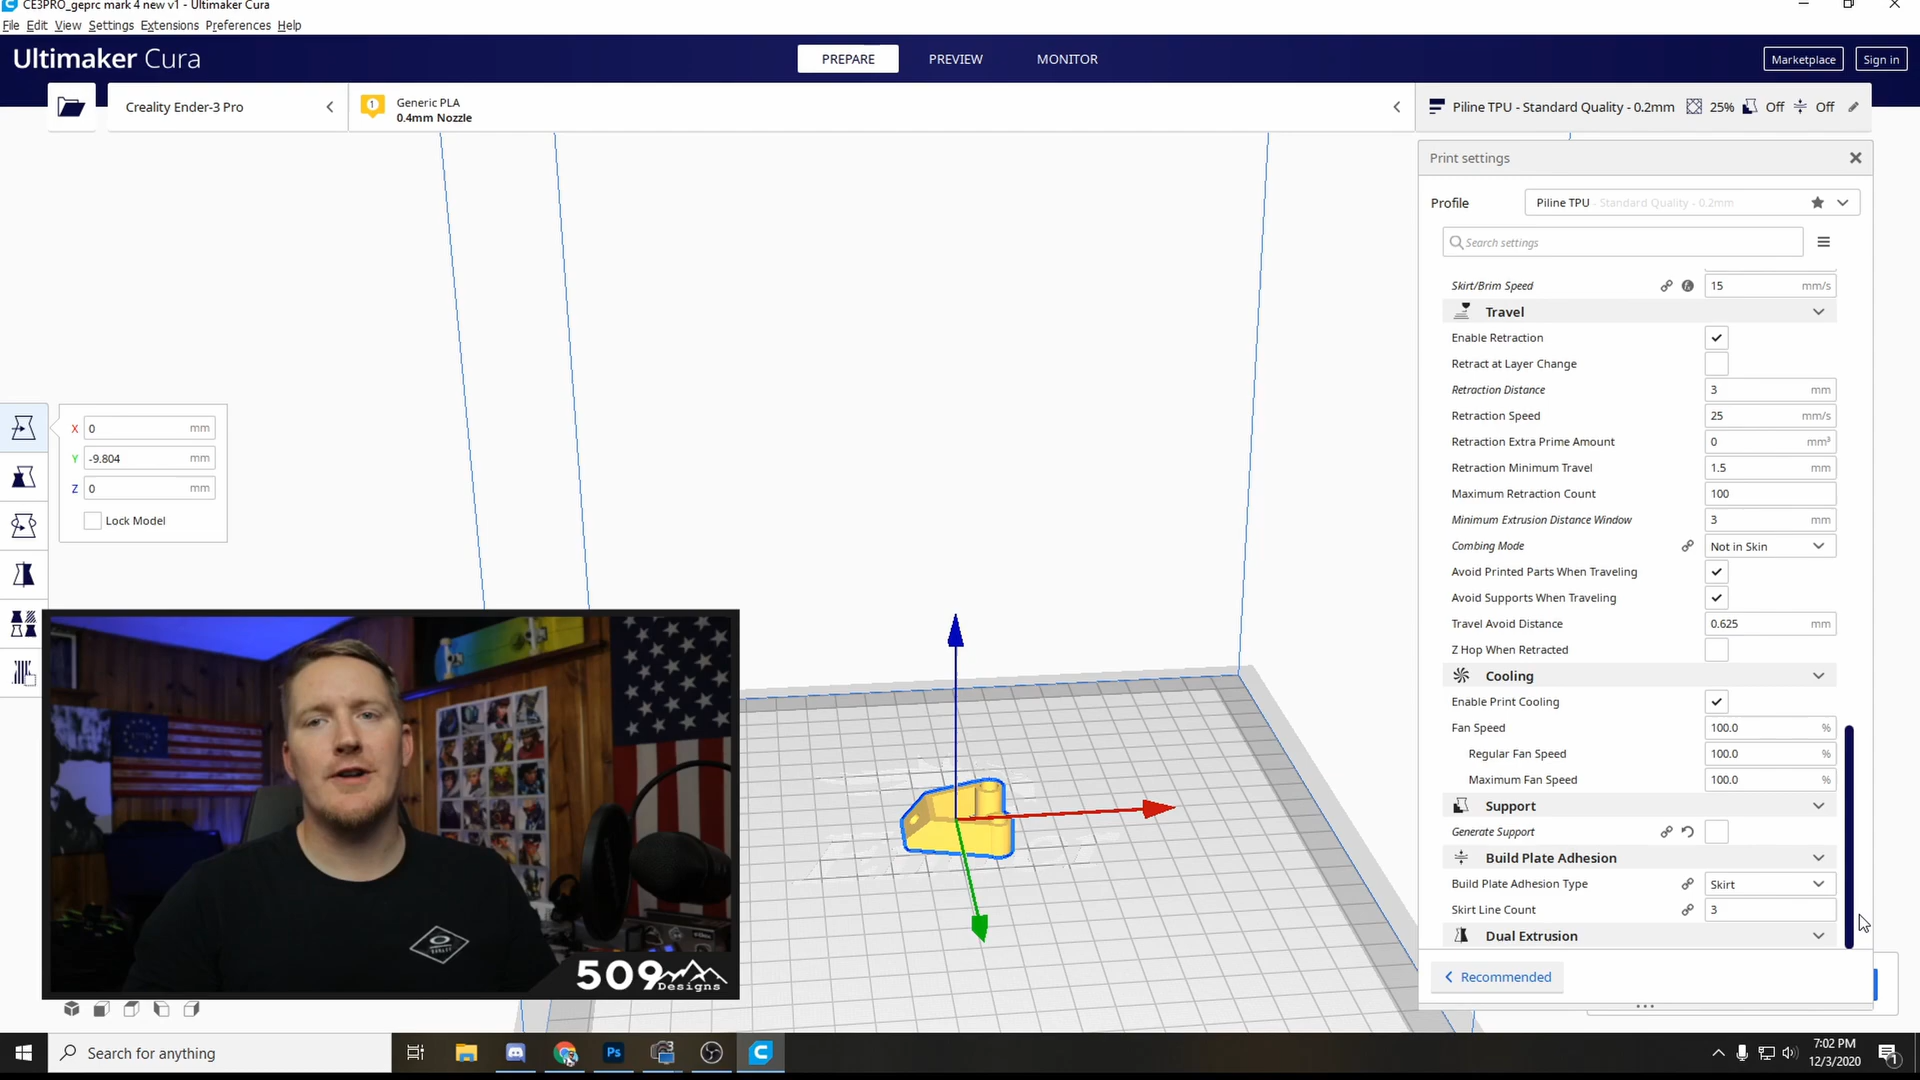 CE3PRO_geprc mark 4 new v1 - Ultimaker Cura
File Edit View Settings Extensions Preferences Help
Ultimaker Cura
PREPARE
PREVIEW
MONITOR
Marketplace
Sign in
Creality Ender-3 Pro
1
Generic PLA
0.4mm Nozzle
Piline TPU - Standard Quality - 0.2mm
25%
Off
Off
Print settings
Profile
Piline TPU - Standard Quality - 0.2mm
Search settings
Skirt/Brim Speed 15 mm/s
Travel
Enable Retraction
Retract at Layer Change
Retraction Distance 3 mm
Retraction Speed 25 mm/s
Retraction Extra Prime Amount 0 mm³
Retraction Minimum Travel 1.5 mm
Maximum Retraction Count 100
Minimum Extrusion Distance Window 3 mm
Combing Mode Not in Skin
Avoid Printed Parts When Traveling
Avoid Supports When Traveling
Travel Avoid Distance 0.625 mm
Z Hop When Retracted
Cooling
Enable Print Cooling
Fan Speed 100.0 %
Regular Fan Speed 100.0 %
Maximum Fan Speed 100.0 %
Support
Generate Support
Build Plate Adhesion
Build Plate Adhesion Type Skirt
Skirt Line Count 3
Dual Extrusion
Recommended
X 0 mm
Y -9.804 mm
Z 0 mm
Lock Model
509
Designs
Search for anything
Ps
7:02 PM
12/3/2020
1